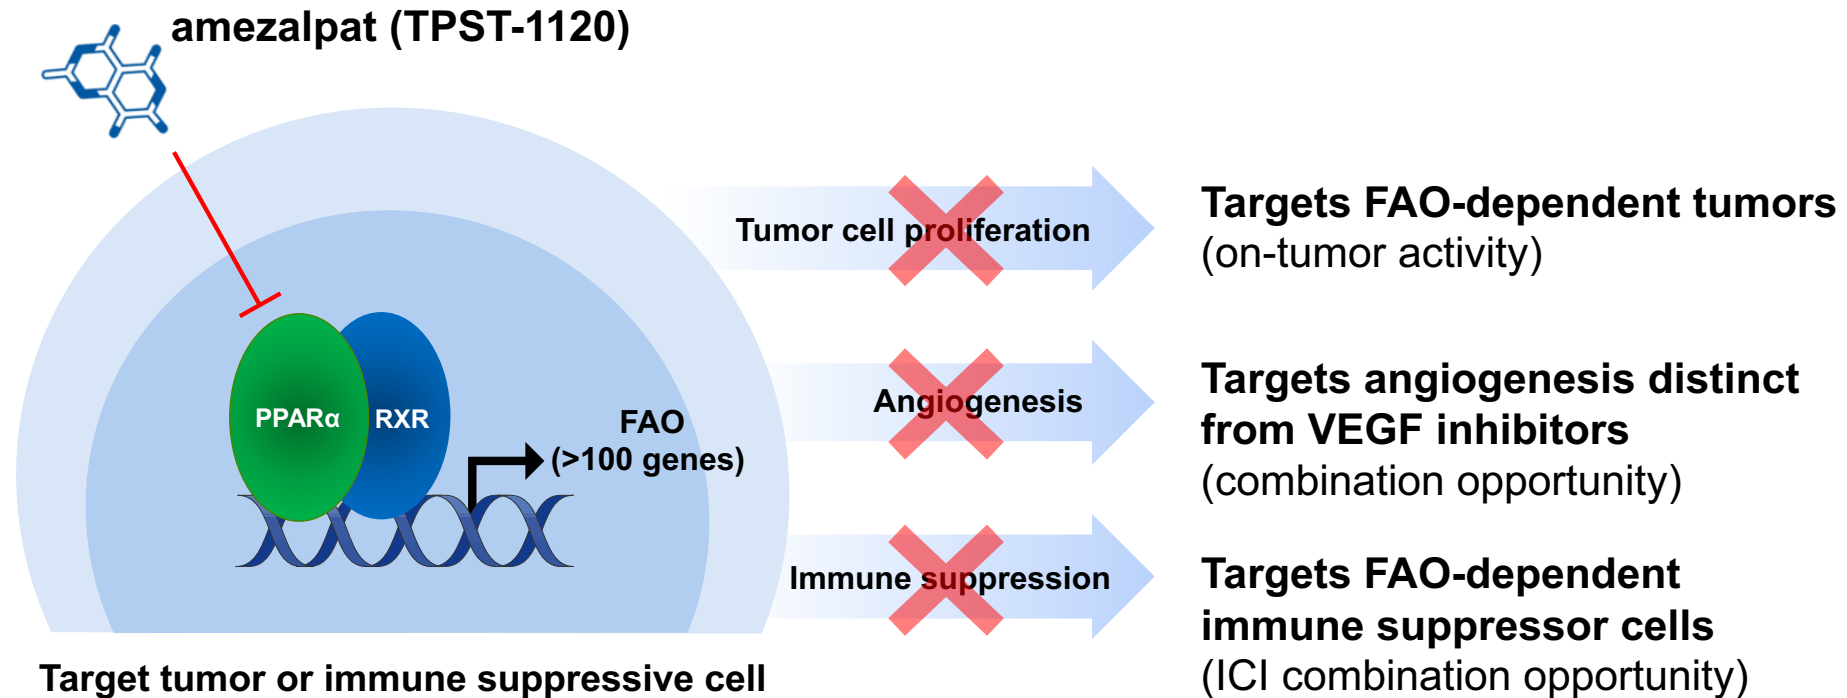 amezalpat (TPST-1120)
PPARα
RXR
FAO
(>100 genes)
Target tumor or immune suppressive cell
Tumor cell proliferation
Targets FAO-dependent tumors
(on-tumor activity)
Angiogenesis
Targets angiogenesis distinct
from VEGF inhibitors
(combination opportunity)
Immune suppression
Targets FAO-dependent
immune suppressor cells
(ICI combination opportunity)